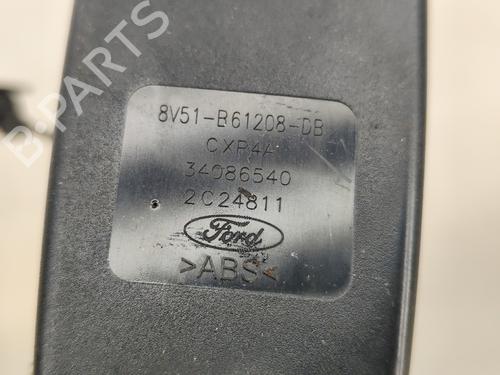 8V51-B61208-DB
CXP4A
34086540
2C24811
Ford
>ABS<
B-PARTS